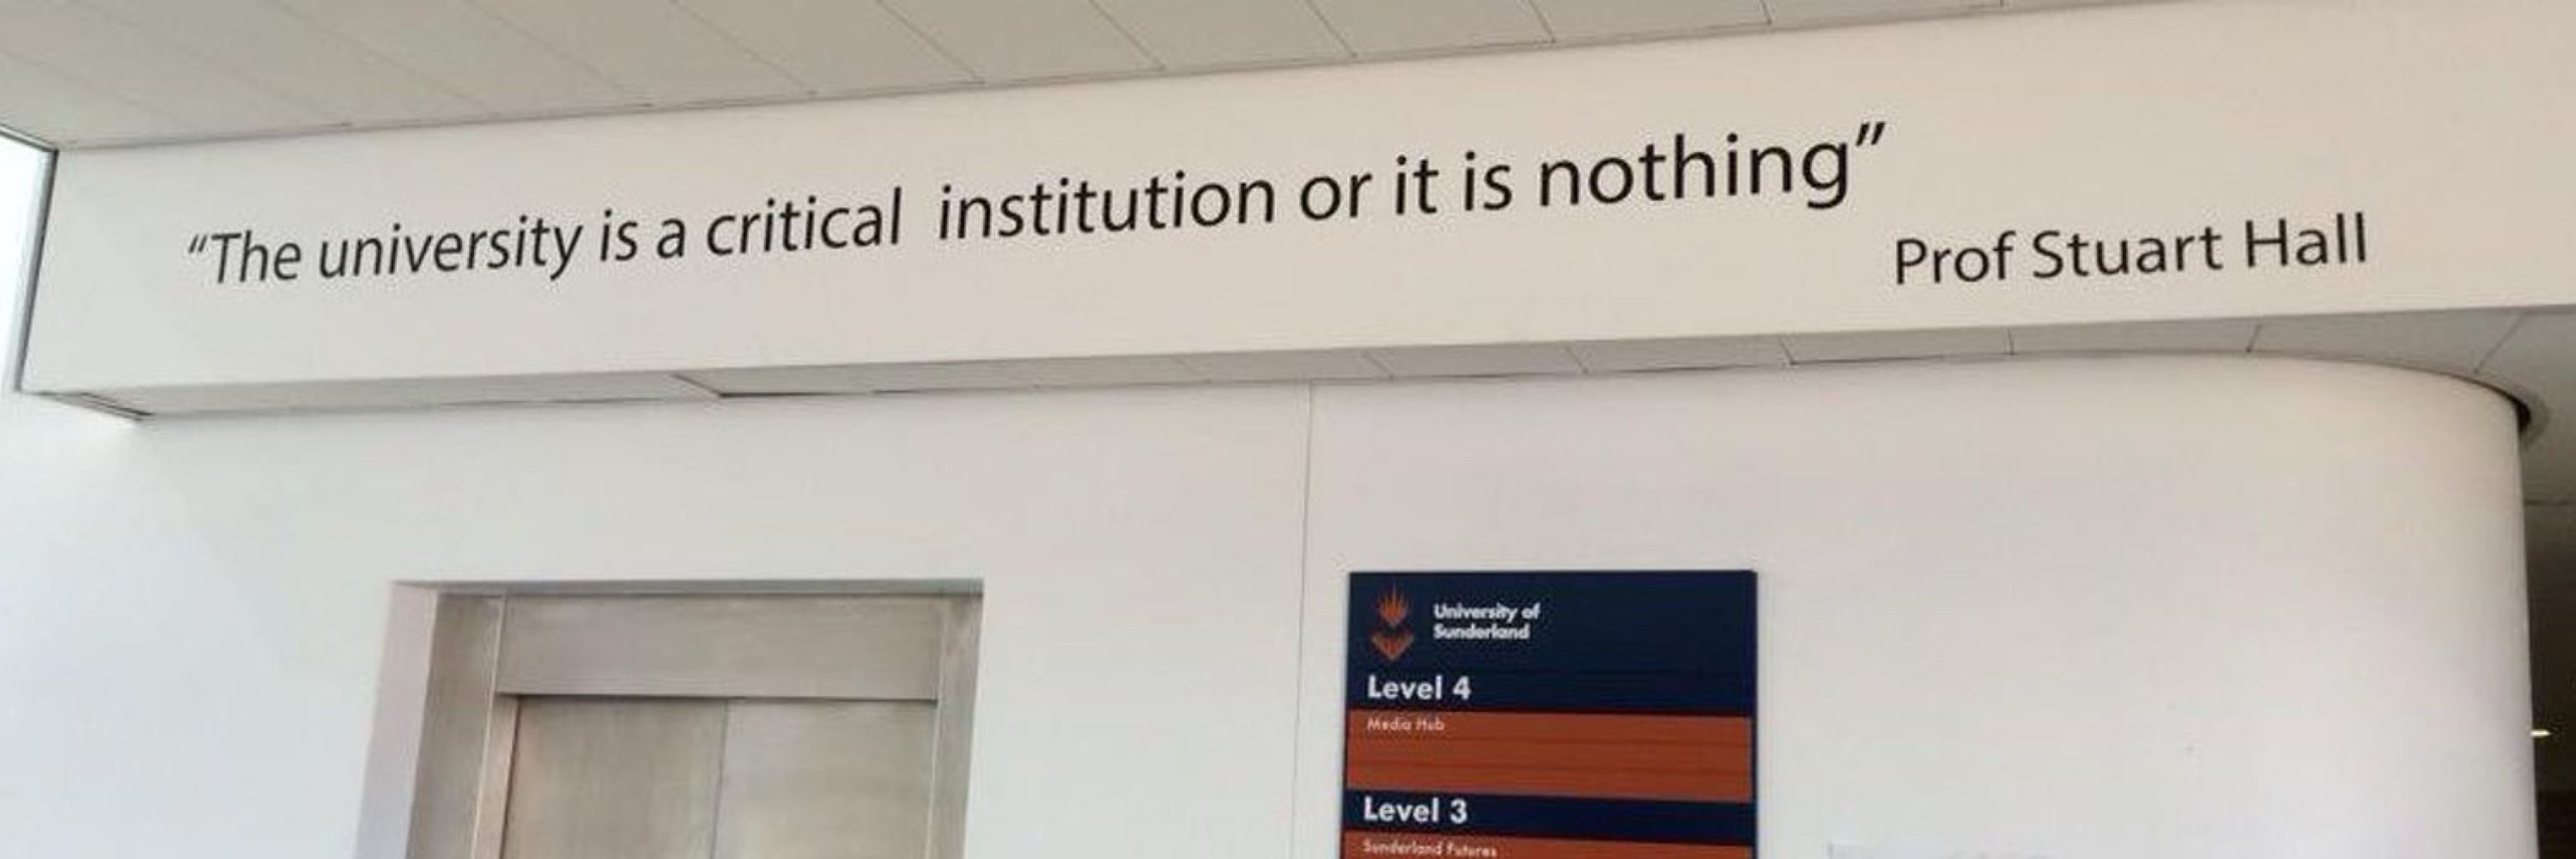 “The university is a critical institution or it is nothing”
Prof Stuart Hall
University of
Sunderland
Level 4
Media Hub
Level 3
Sunderland Futures